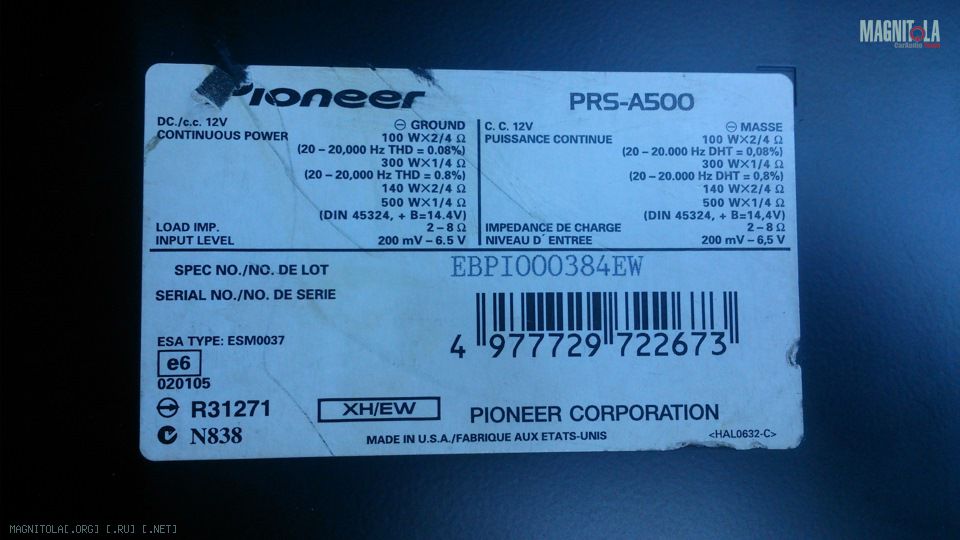 MAGNITOLA
CarAudio
Pioneer
PRS-A500
DC./c.c. 12V
⊖ GROUND
CONTINUOUS POWER
100 W×2/4 Ω
(20 – 20,000 Hz THD = 0.08%)
300 W×1/4 Ω
(20 – 20,000 Hz THD = 0.8%)
140 W×2/4 Ω
500 W×1/4 Ω
(DIN 45324, + B=14.4V)
LOAD IMP.
2 – 8 Ω
INPUT LEVEL
200 mV – 6.5 V
C. C. 12V
⊖ MASSE
PUISSANCE CONTINUE
100 W×2/4 Ω
(20 – 20.000 Hz DHT = 0,08%)
300 W×1/4 Ω
(20 – 20.000 Hz DHT = 0,8%)
140 W×2/4 Ω
500 W×1/4 Ω
(DIN 45324, + B=14,4V)
IMPEDANCE DE CHARGE
2 – 8 Ω
NIVEAU D´ ENTREE
200 mV – 6,5 V
SPEC NO./NO. DE LOT
EBPI000384EW
SERIAL NO./NO. DE SERIE
4 977729 722673
ESA TYPE: ESM0037
e6
020105
R31271
XH/EW
PIONEER CORPORATION
N838
MADE IN U.S.A./FABRIQUE AUX ETATS-UNIS
<HAL0632-C>
MAGNITOLA[.ORG] [.RU] [.NET]